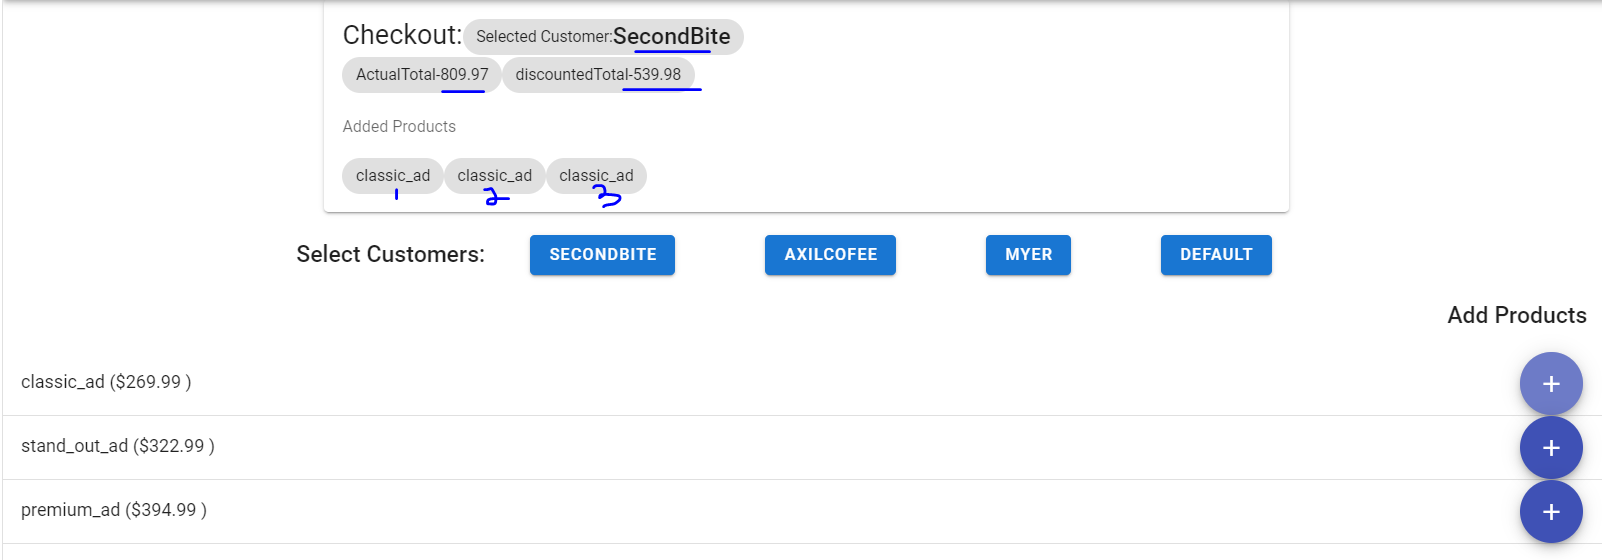 Checkout: Selected Customer:SecondBite
ActualTotal-809.97 discountedTotal-539.98
Added Products
classic_ad classic_ad classic_ad
1 2 3
Select Customers: SECONDBITE AXILCOFEE MYER DEFAULT
Add Products
classic_ad ($269.99 ) +
stand_out_ad ($322.99 ) +
premium_ad ($394.99 ) +